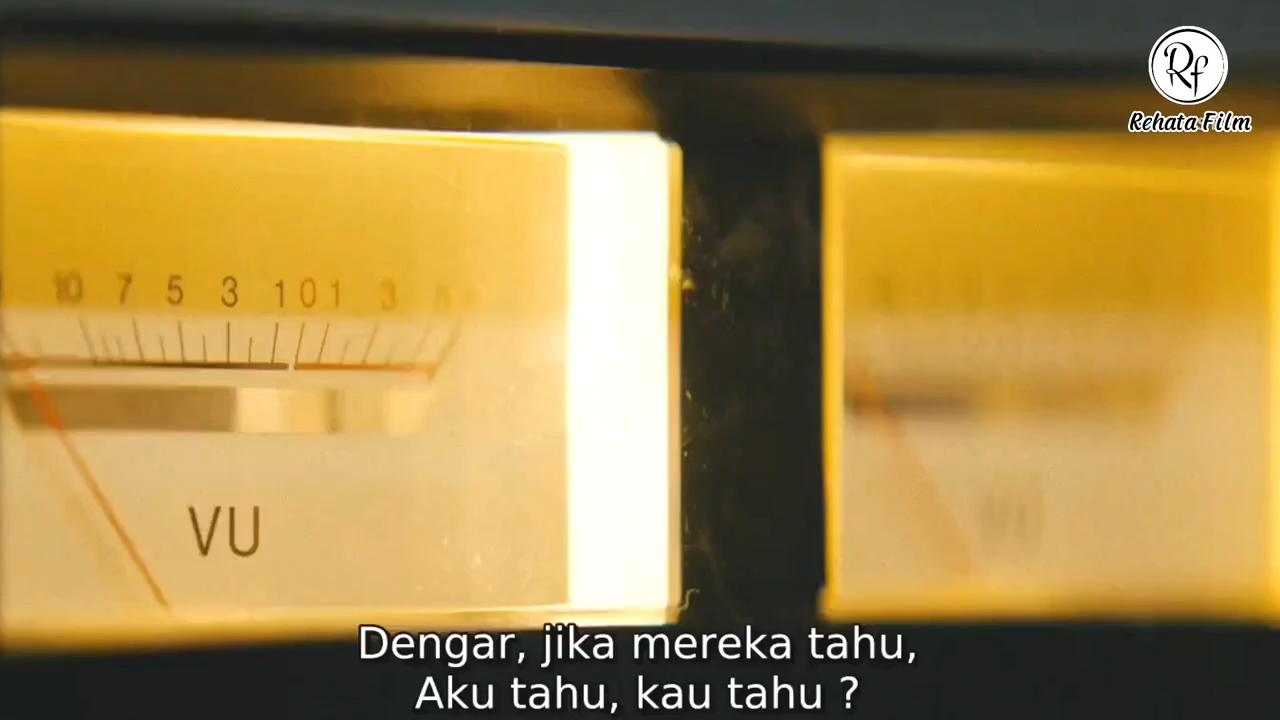 Rf
Rehata Film
10 7 5 3 1 0 1 3
VU
Dengar, jika mereka tahu,
Aku tahu, kau tahu ?